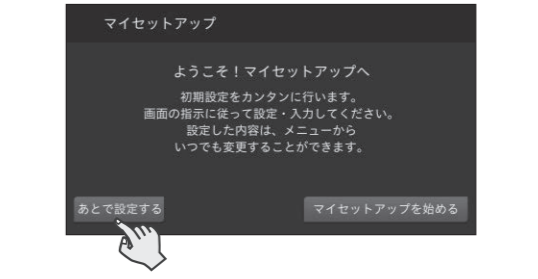 マイセットアップ
ようこそ！マイセットアップへ
初期設定をカンタンに行います。
画面の指示に従って設定・入力してください。
設定した内容は、メニューから
いつでも変更することができます。
あとで設定する
マイセットアップを始める